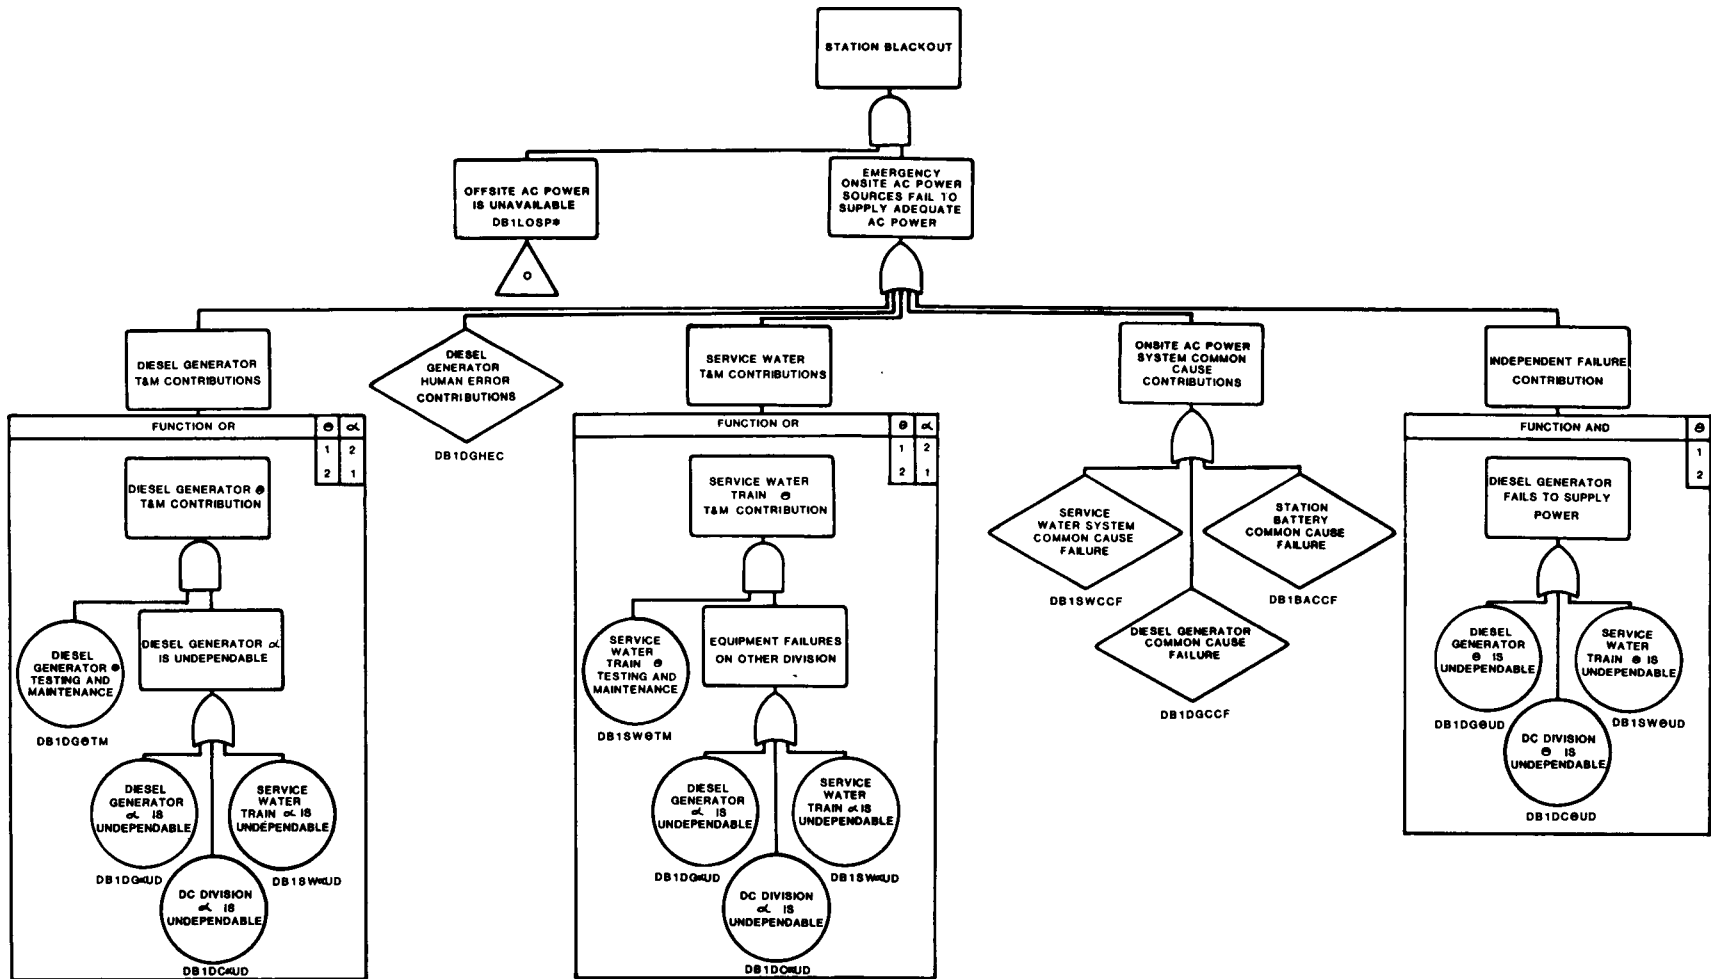 STATION BLACKOUT
OFFSITE AC POWER
IS UNAVAILABLE
DB1LOSP*
EMERGENCY
ONSITE AC POWER
SOURCES FAIL TO
SUPPLY ADEQUATE
AC POWER
DIESEL GENERATOR
T&M CONTRIBUTIONS
DIESEL
GENERATOR
HUMAN ERROR
CONTRIBUTIONS
DB1DGHEC
SERVICE WATER
T&M CONTRIBUTIONS
ONSITE AC POWER
SYSTEM COMMON
CAUSE
CONTRIBUTIONS
INDEPENDENT FAILURE
CONTRIBUTION
FUNCTION OR Θ α
1 2
2 1
DIESEL GENERATOR Θ
T&M CONTRIBUTION
DIESEL
GENERATOR Θ
TESTING AND
MAINTENANCE
DB1DGΘTM
DIESEL GENERATOR α
IS UNDEPENDABLE
DIESEL
GENERATOR
α IS
UNDEPENDABLE
DB1DGαUD
SERVICE
WATER
TRAIN α IS
UNDEPENDABLE
DB1SWαUD
DC DIVISION
α IS
UNDEPENDABLE
DB1DCαUD
FUNCTION OR Θ α
1 2
2 1
SERVICE WATER
TRAIN Θ
T&M CONTRIBUTION
SERVICE
WATER
TRAIN Θ
TESTING AND
MAINTENANCE
DB1SWΘTM
EQUIPMENT FAILURES
ON OTHER DIVISION
DIESEL
GENERATOR
α IS
UNDEPENDABLE
DB1DGαUD
SERVICE
WATER
TRAIN α IS
UNDEPENDABLE
DB1SWαUD
DC DIVISION
α IS
UNDEPENDABLE
DB1DCαUD
SERVICE
WATER SYSTEM
COMMON CAUSE
FAILURE
DB1SWCCF
STATION
BATTERY
COMMON CAUSE
FAILURE
DB1BACCF
DIESEL GENERATOR
COMMON CAUSE
FAILURE
DB1DGCCF
FUNCTION AND Θ
1
2
DIESEL GENERATOR
FAILS TO SUPPLY
POWER
DIESEL
GENERATOR
Θ IS
UNDEPENDABLE
DB1DGΘUD
SERVICE
WATER
TRAIN Θ IS
UNDEPENDABLE
DB1SWΘUD
DC DIVISION
Θ IS
UNDEPENDABLE
DB1DCΘUD